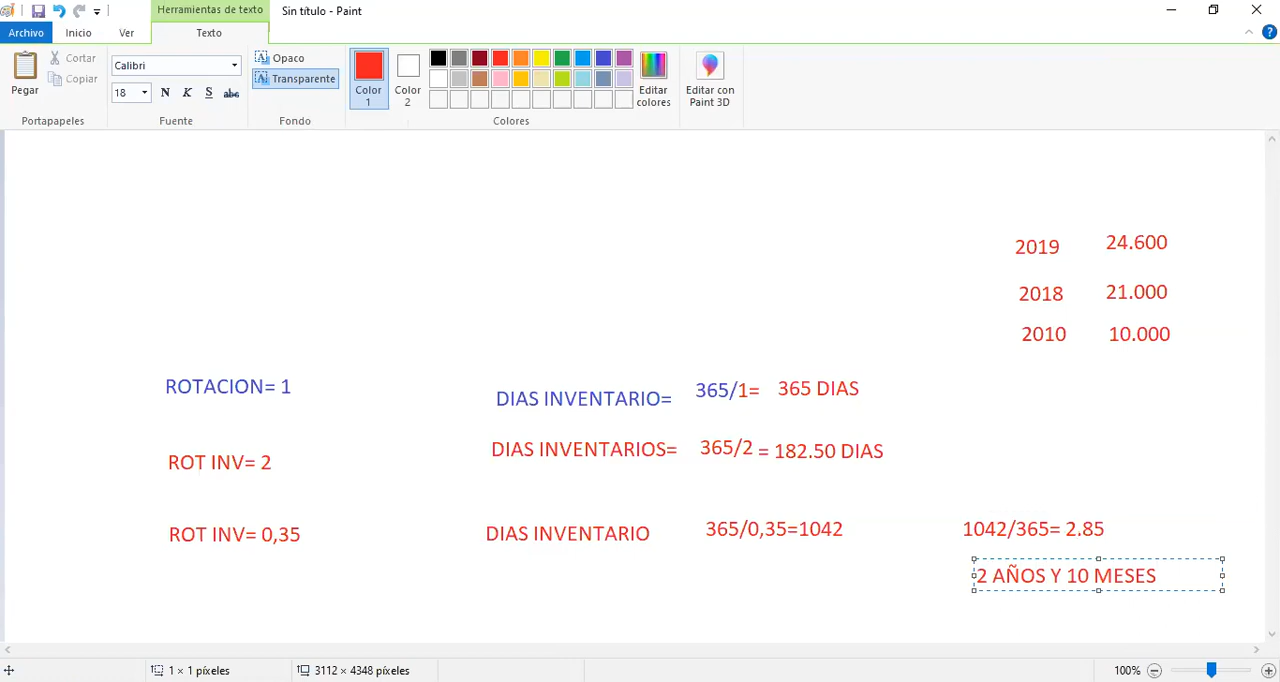 Herramientas de texto
Sin título - Paint
Archivo
Inicio
Ver
Texto
Pegar
Cortar
Copiar
Portapapeles
Calibri
18
N K S abc
Fuente
A Opaco
A Transparente
Fondo
Color 1
Color 2
Editar colores
Colores
Editar con Paint 3D
2019 24.600
2018 21.000
2010 10.000
ROTACION= 1 DIAS INVENTARIO= 365/1= 365 DIAS
ROT INV= 2 DIAS INVENTARIOS= 365/2 = 182.50 DIAS
ROT INV= 0,35 DIAS INVENTARIO 365/0,35=1042 1042/365= 2.85
2 AÑOS Y 10 MESES
1 × 1 píxeles
3112 × 4348 píxeles
100%